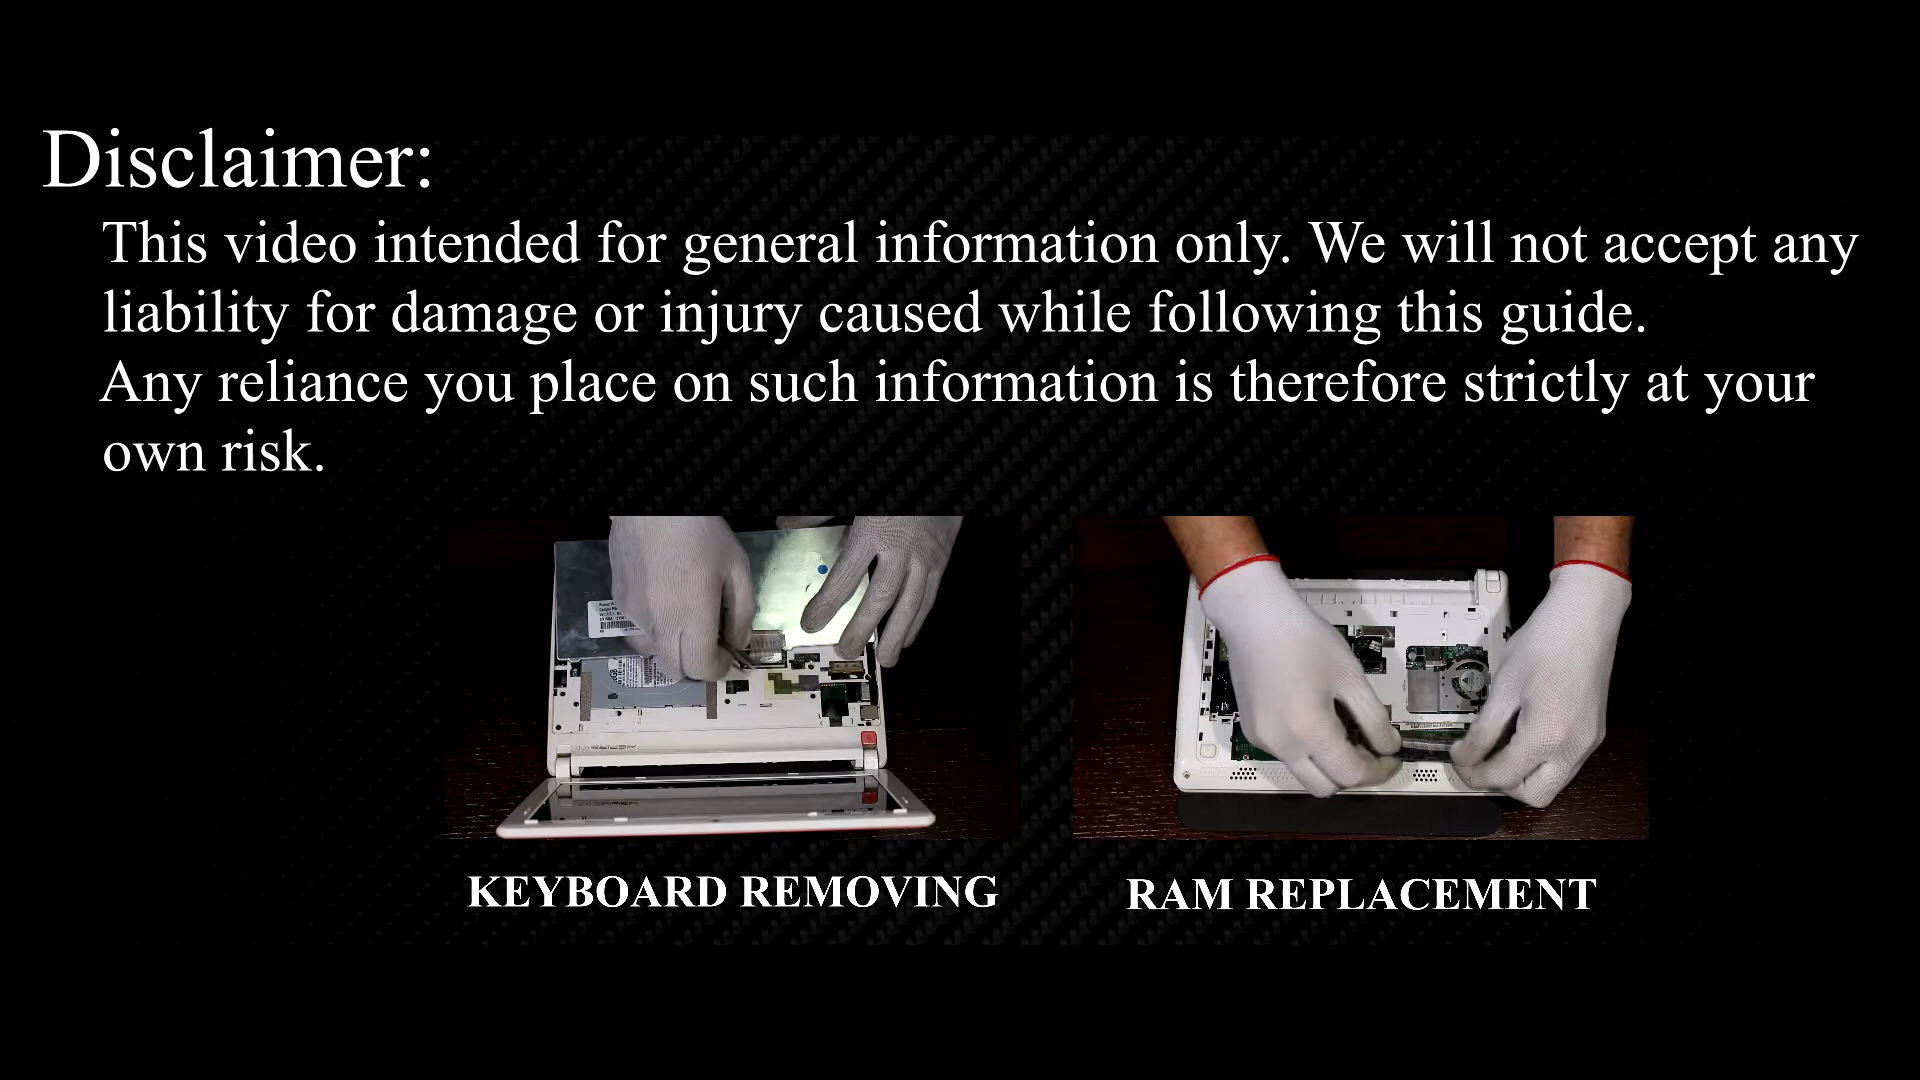 Disclaimer:
This video intended for general information only. We will not accept any
liability for damage or injury caused while following this guide.
Any reliance you place on such information is therefore strictly at your
own risk.
KEYBOARD REMOVING
RAM REPLACEMENT